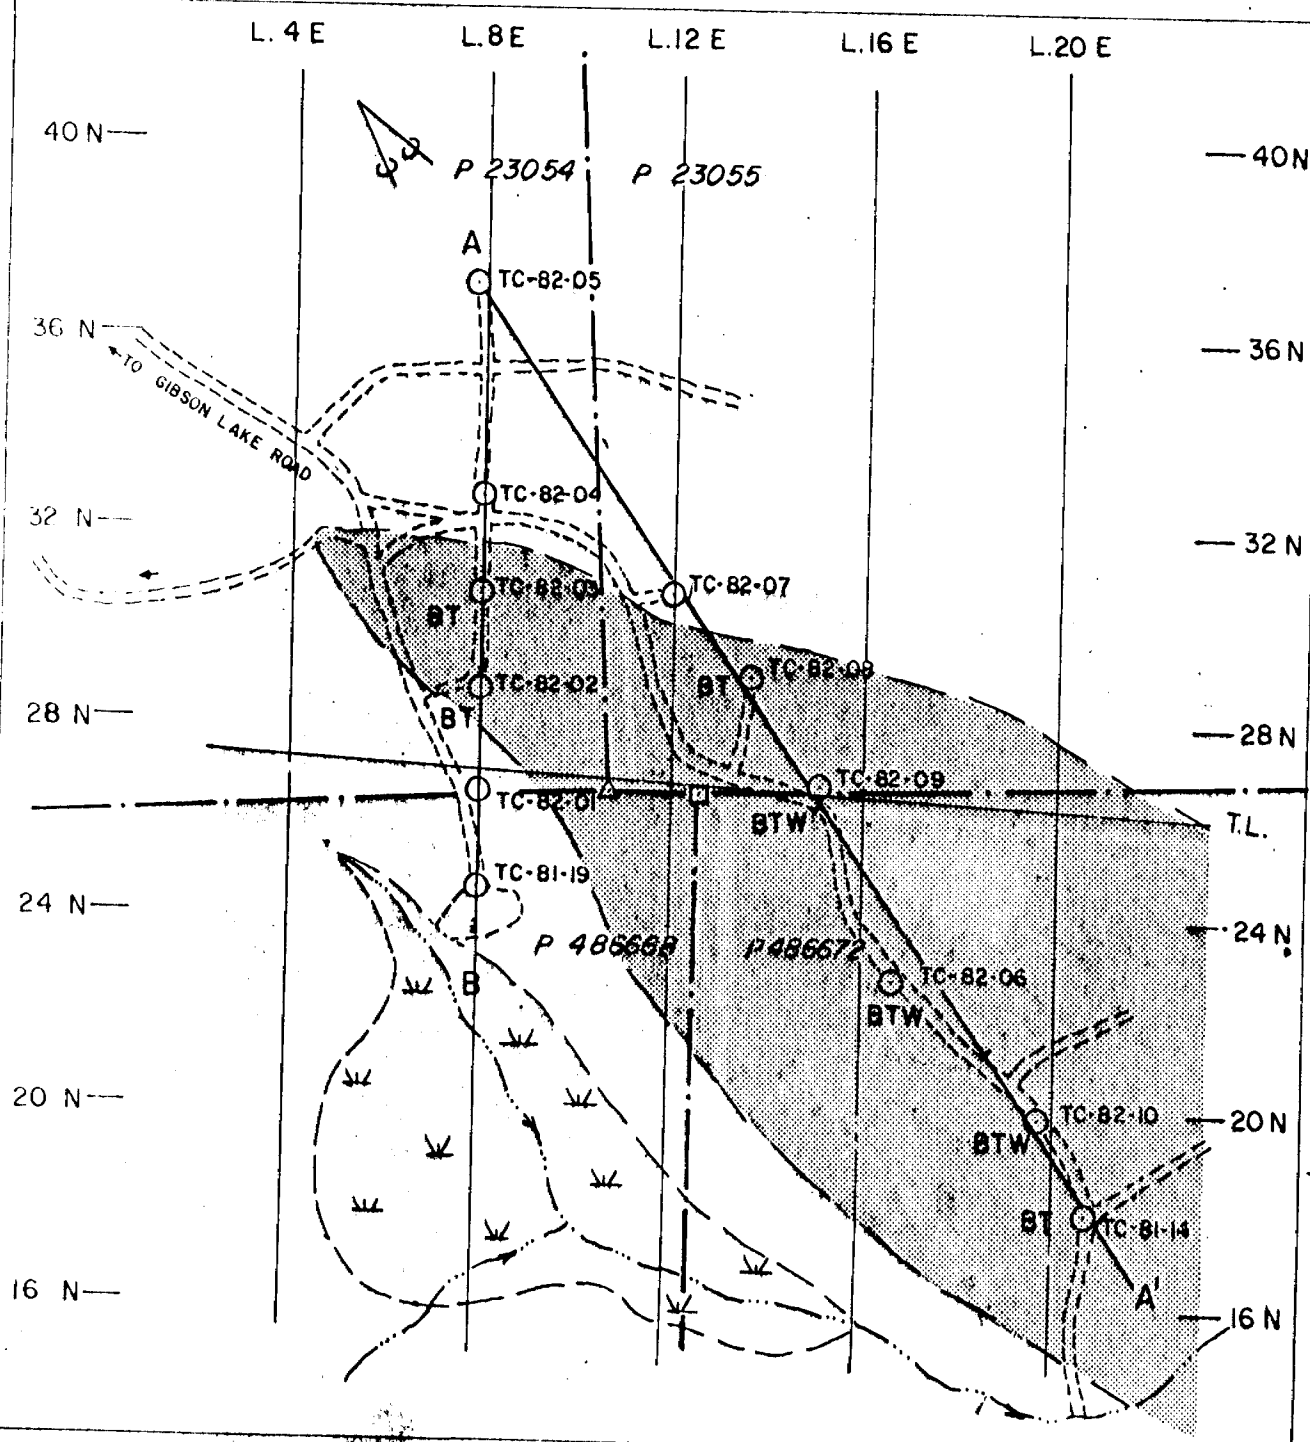 L. 4 E
L. 8 E
L. 12 E
L. 16 E
L. 20 E
40 N
40 N
P 23054
P 23055
A
TC-82-05
36 N
36 N
TO GIBSON LAKE ROAD
TC-82-04
32 N
32 N
TC-82-03
TC-82-07
BT
TC-82-02
BT
TC-82-08
BT
28 N
28 N
TC-82-01
TC-82-09
BTW
T.L.
TC-81-19
24 N
24 N
P 486668
P 486672
B
TC-82-06
BTW
20 N
20 N
TC-82-10
BTW
BT
TC-81-14
A'
16 N
16 N